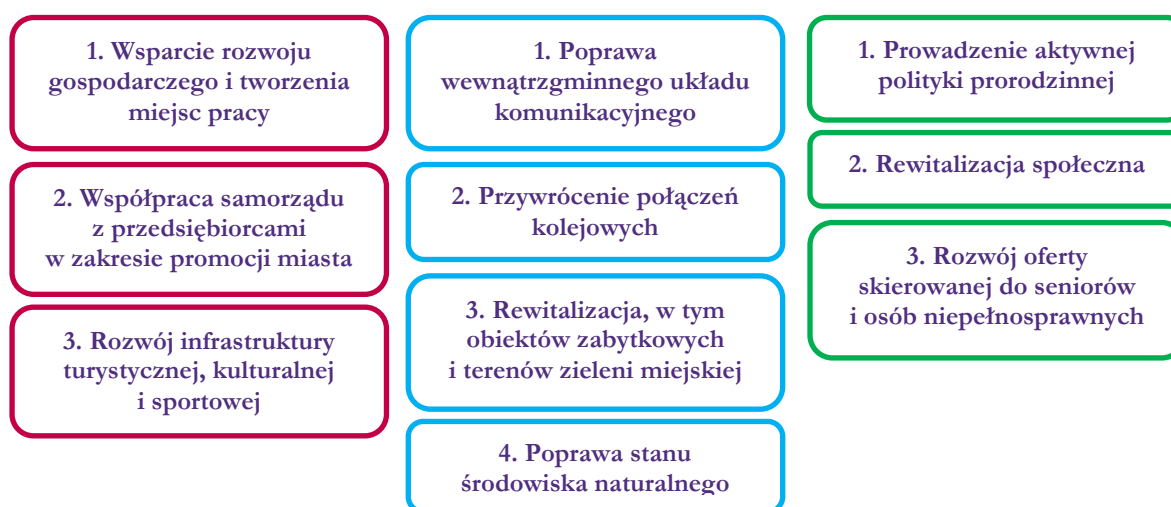 1. Wsparcie rozwoju
gospodarczego i tworzenia
miejsc pracy
2. Współpraca samorządu
z przedsiębiorcami
w zakresie promocji miasta
3. Rozwój infrastruktury
turystycznej, kulturalnej
i sportowej
1. Poprawa
wewnątrzgminnego układu
komunikacyjnego
2. Przywrócenie połączeń
kolejowych
3. Rewitalizacja, w tym
obiektów zabytkowych
i terenów zieleni miejskiej
4. Poprawa stanu
środowiska naturalnego
1. Prowadzenie aktywnej
polityki prorodzinnej
2. Rewitalizacja społeczna
3. Rozwój oferty
skierowanej do seniorów
i osób niepełnosprawnych